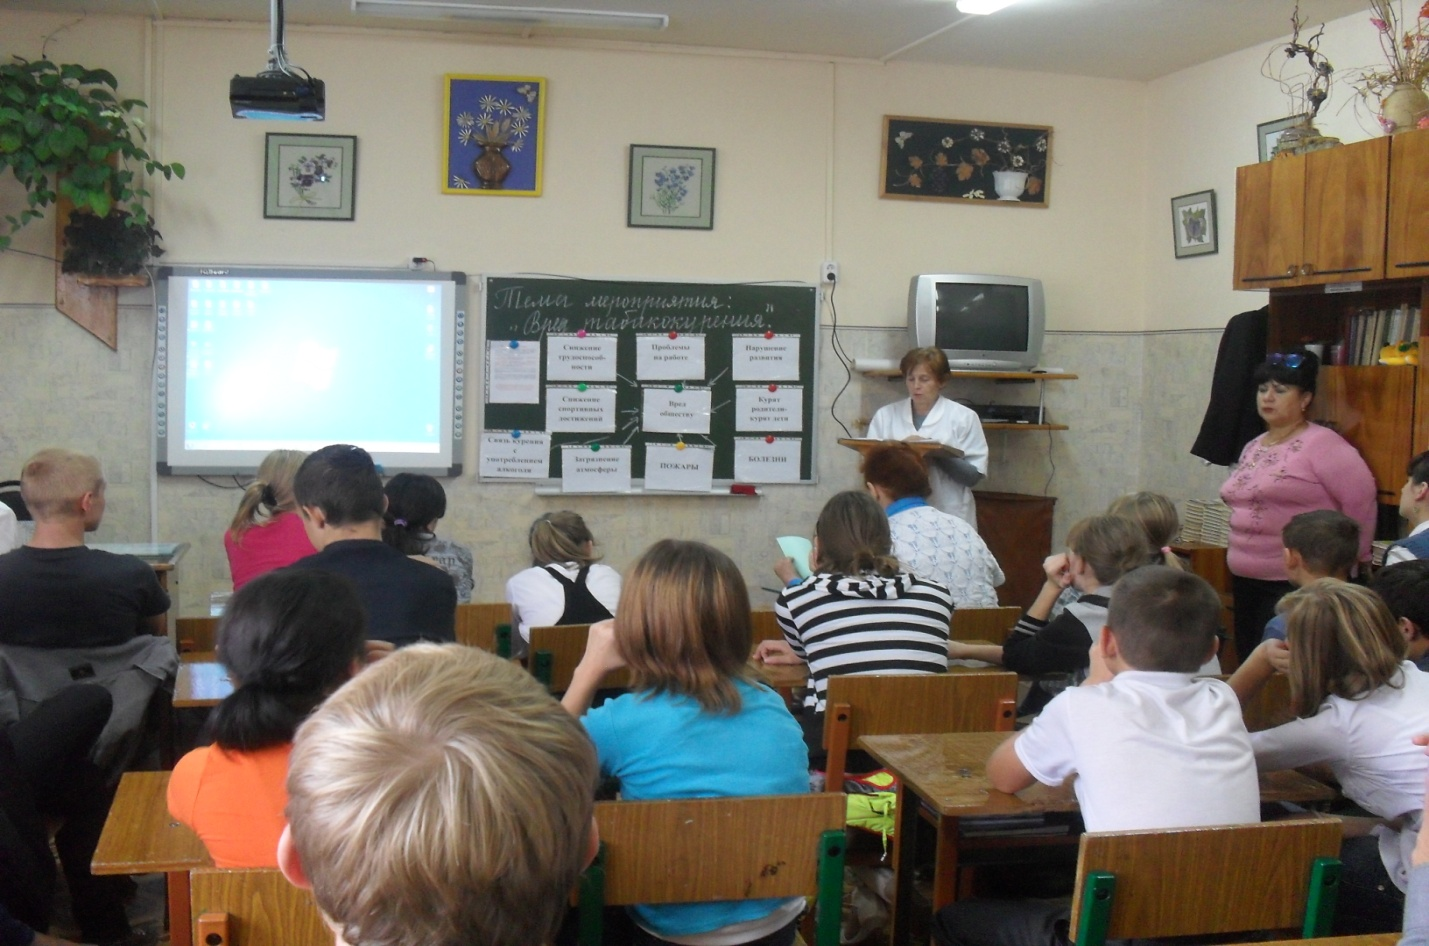 Тема мероприятия:
"Вред табакокурения."
Снижение
трудоспособ-
ности
Проблемы
на работе
Нарушение
развития
Снижение
спортивных
достижений
Вред
обществу
Курят
родители-
курят дети
Связь курения
с
употреблением
алкоголя
Загрязнение
атмосферы
ПОЖАРЫ
БОЛЕЗНИ